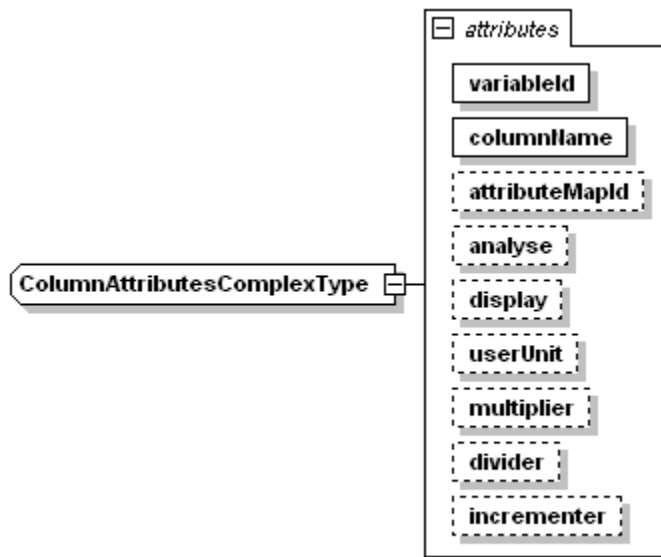 attributes
variableId
columnName
attributeMapId
analyse
ColumnAttributesComplexType
display
userUnit
multiplier
divider
incrementer